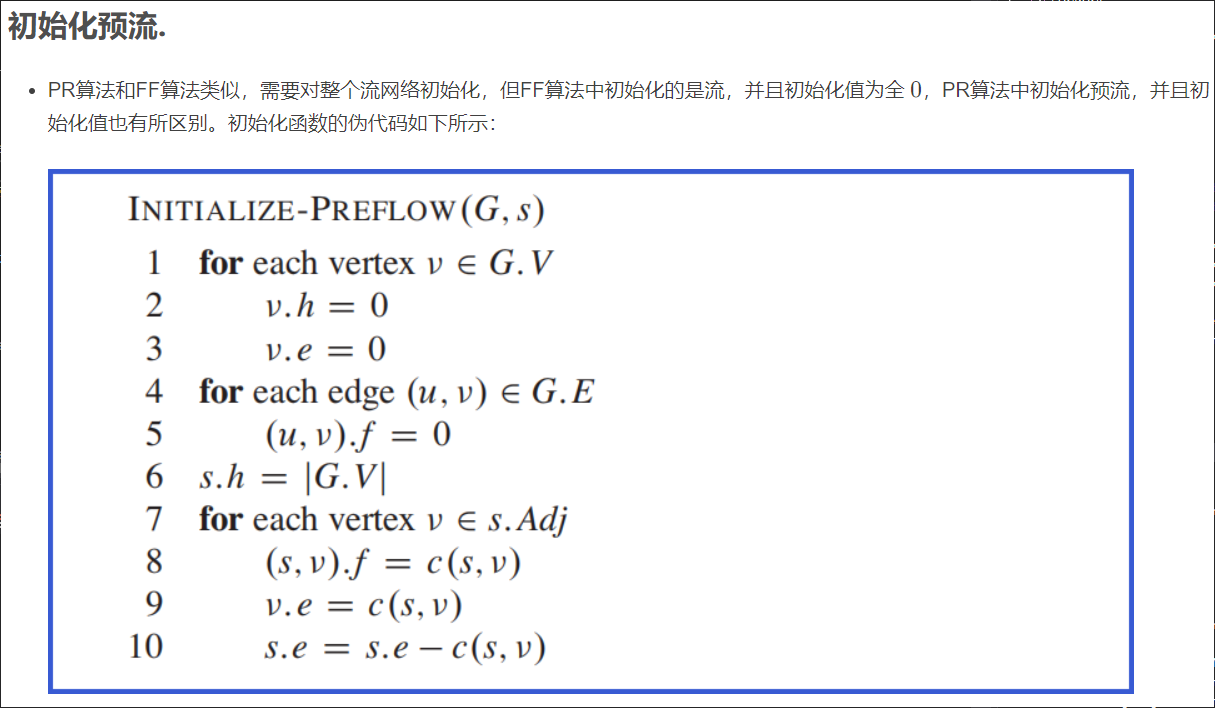 初始化预流.
• PR算法和FF算法类似，需要对整个流网络初始化，但FF算法中初始化的是流，并且初始化值为全 0，PR算法中初始化预流，并且初
始化值也有所区别。初始化函数的伪代码如下所示：
INITIALIZE-PREFLOW(G, s)
1 for each vertex v ∈ G.V
2 v.h = 0
3 v.e = 0
4 for each edge (u, v) ∈ G.E
5 (u, v).f = 0
6 s.h = |G.V|
7 for each vertex v ∈ s.Adj
8 (s, v).f = c(s, v)
9 v.e = c(s, v)
10 s.e = s.e − c(s, v)